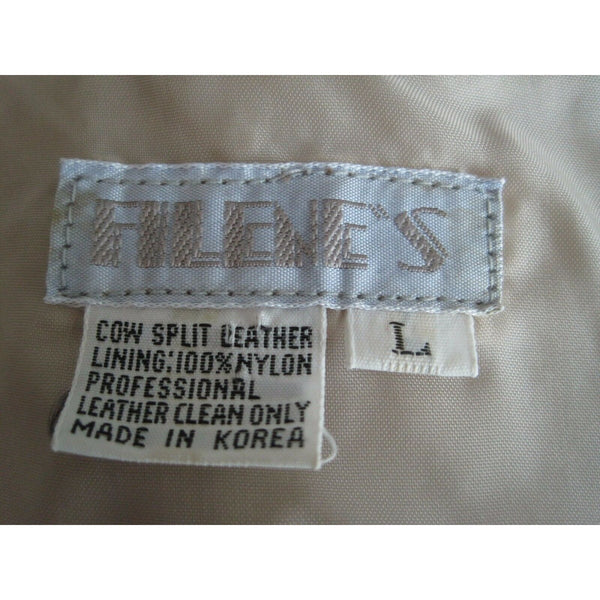 FILENE'S
COW SPLIT LEATHER
LINING:100%NYLON
PROFESSIONAL
LEATHER CLEAN ONLY
MADE IN KOREA
L